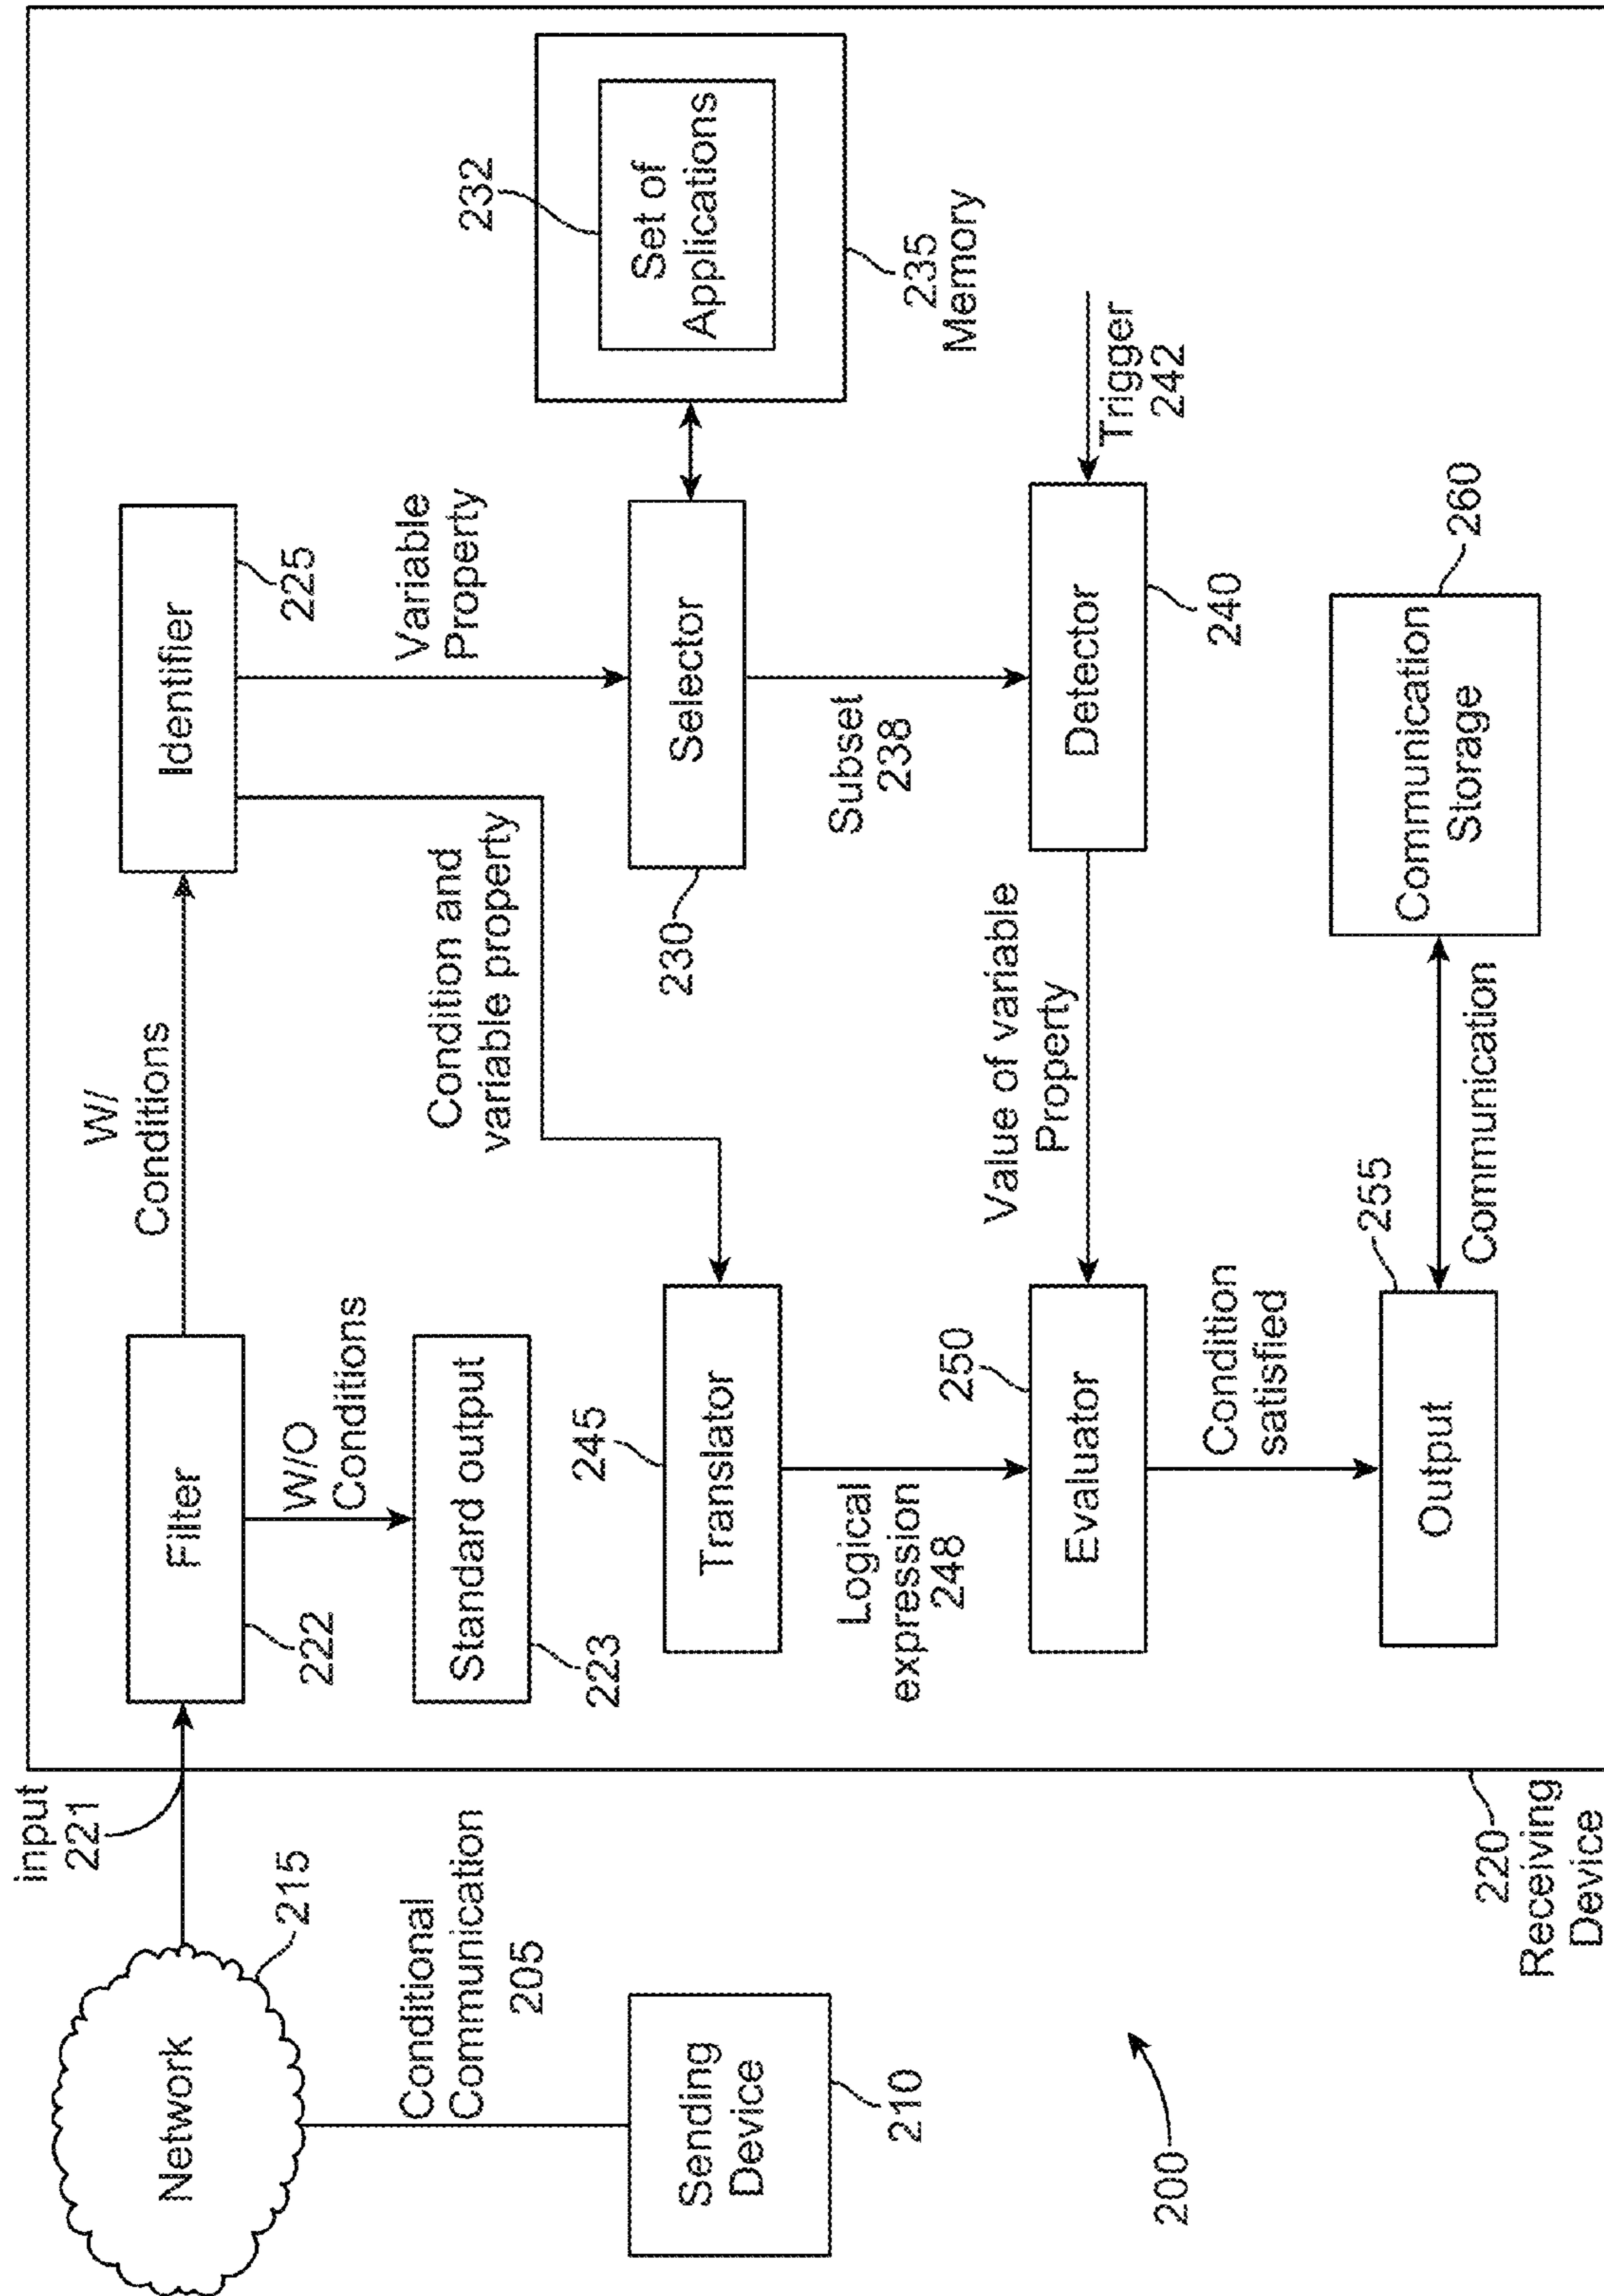 Network
215
input
221
Conditional
Communication
205
Sending
Device
210
200
220
Receiving
Device
Filter
222
W/O
Conditions
Standard output
223
W/
Conditions
Identifier
225
Variable
Property
Condition and
variable property
Selector
230
232
Set of
Applications
235
Memory
Subset
238
Trigger
242
Detector
240
Translator
245
Logical
expression
248
Value of variable
Property
Evaluator
250
Condition
satisfied
Output
255
Communication
Communication
Storage
260